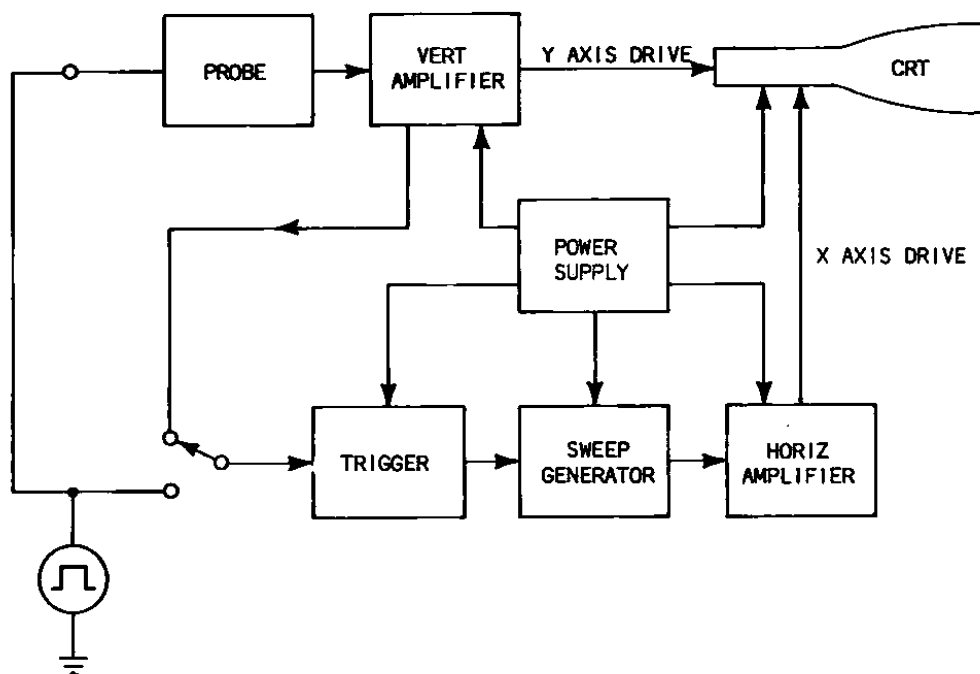 PROBE
VERT
AMPLIFIER
Y AXIS DRIVE
CRT
POWER
SUPPLY
X AXIS DRIVE
TRIGGER
SWEEP
GENERATOR
HORIZ
AMPLIFIER